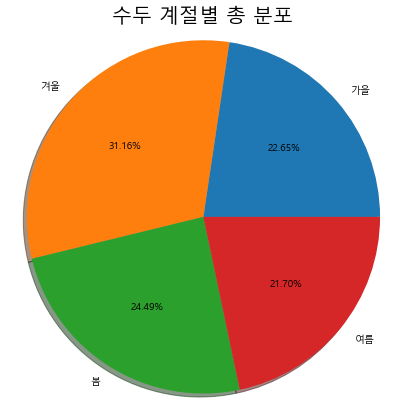 수두 계절별 총 분포
겨울
가을
31.16%
22.65%
24.49%
21.70%
여름
봄